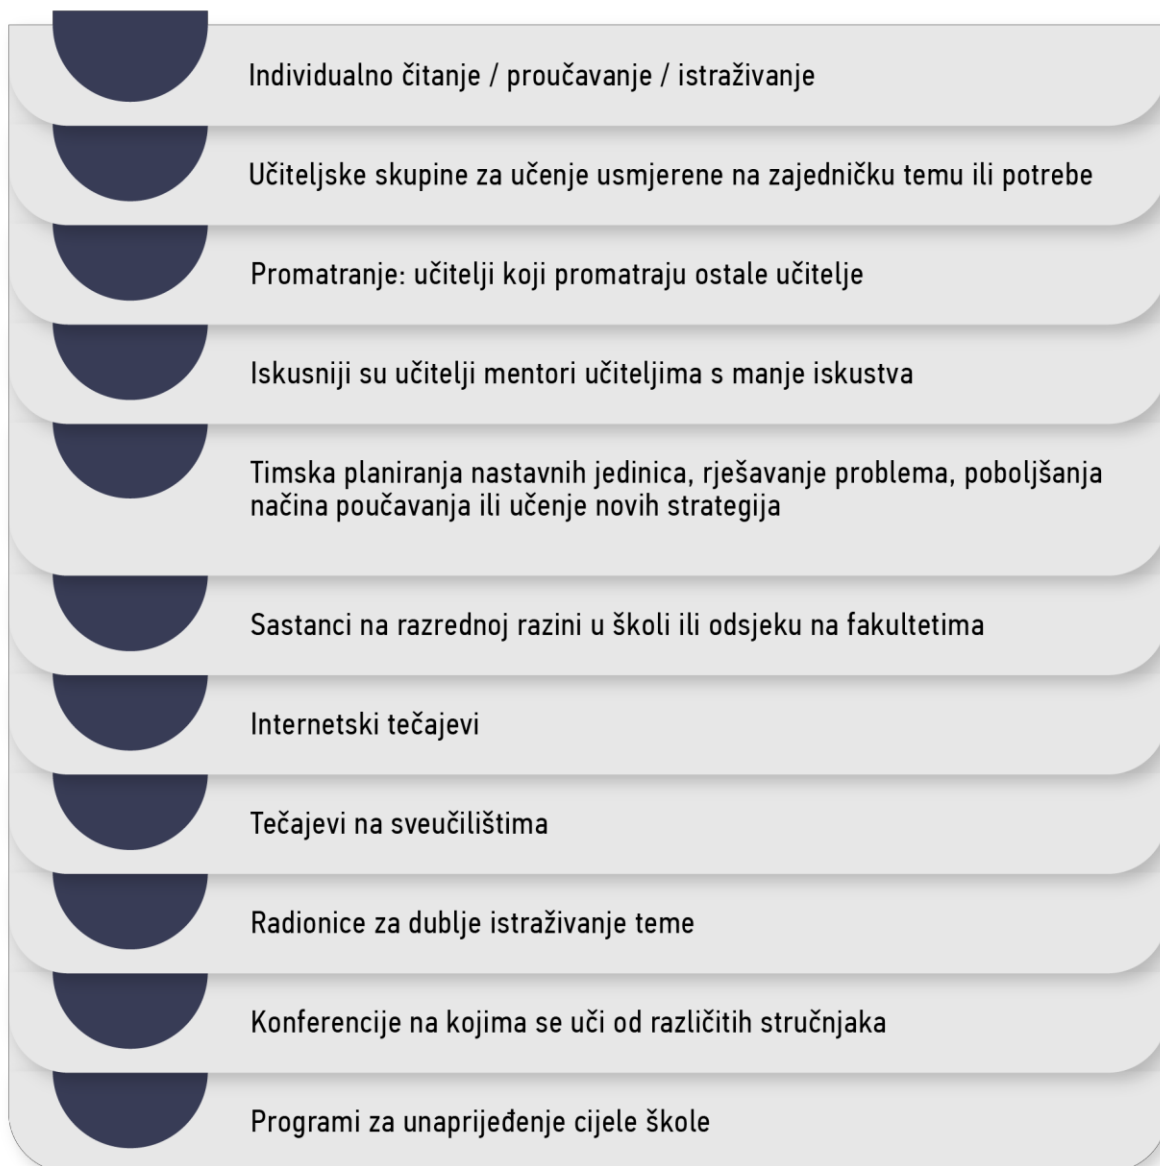 Individualno čitanje / proučavanje / istraživanje
Učiteljske skupine za učenje usmjerene na zajedničku temu ili potrebe
Promatranje: učitelji koji promatraju ostale učitelje
Iskusniji su učitelji mentori učiteljima s manje iskustva
Timska planiranja nastavnih jedinica, rješavanje problema, poboljšanja
načina poučavanja ili učenje novih strategija
Sastanci na razrednoj razini u školi ili odsjeku na fakultetima
Internetski tečajevi
Tečajevi na sveučilištima
Radionice za dublje istraživanje teme
Konferencije na kojima se uči od različitih stručnjaka
Programi za unaprijeđenje cijele škole